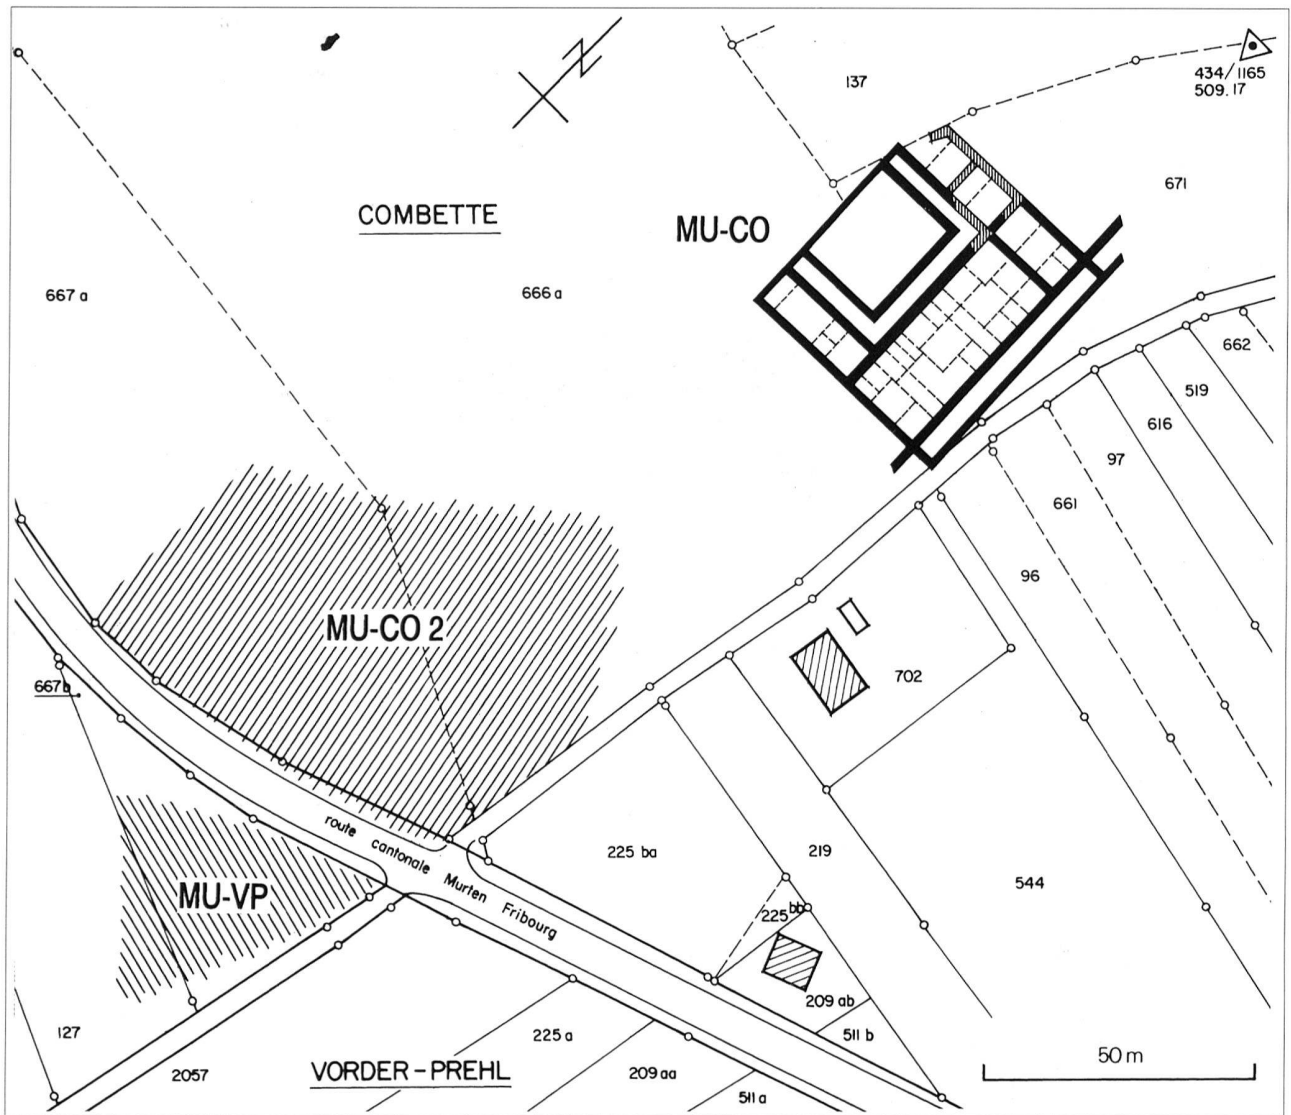 N
137
434/1165
509.17
COMBETTE
MU-CO
671
667 a
666 a
662
519
616
97
661
96
MU-CO 2
667 b
702
route cantonale Murten Fribourg
225 ba
219
544
MU-VP
225 bb
209 ab
511 b
127
225 a
2057
VORDER-PREHL
209 aa
511 a
50 m